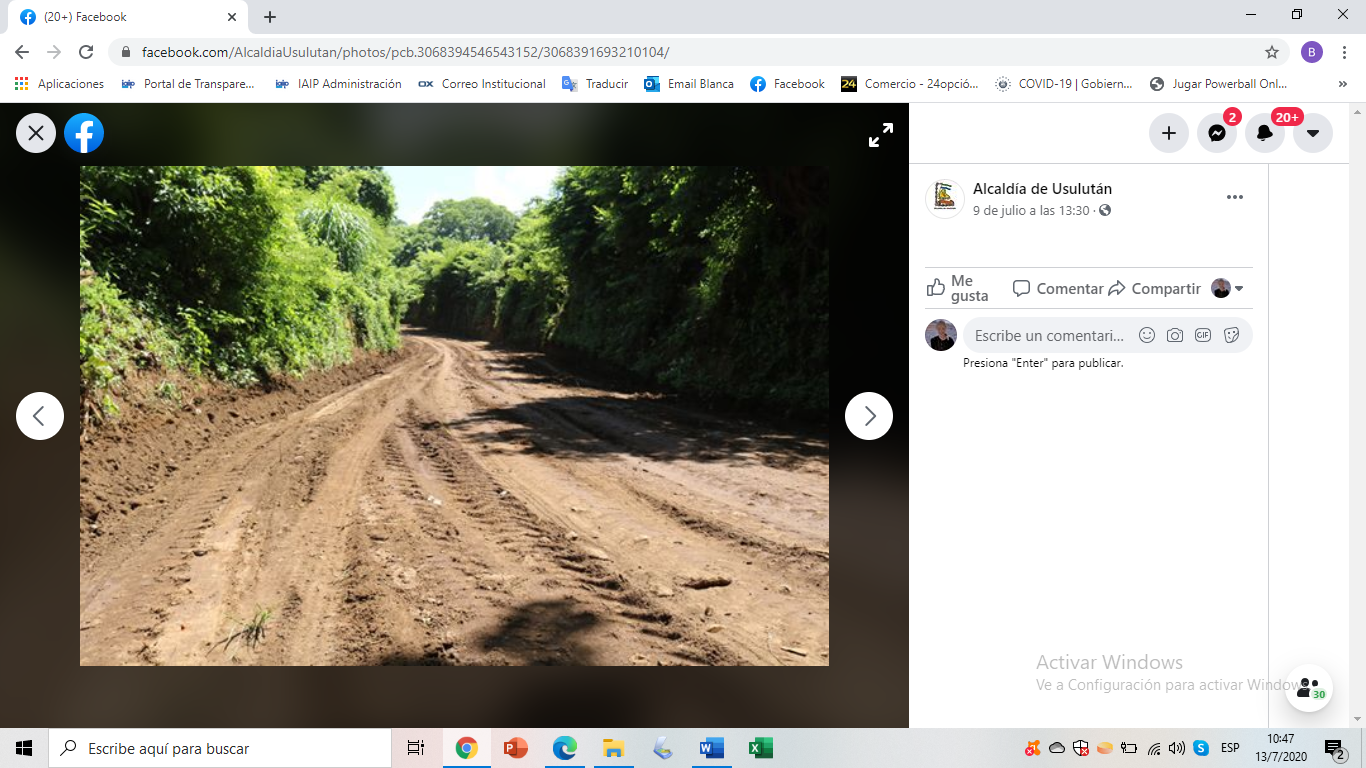 (20+) Facebook
facebook.com/AlcaldiaUsulutan/photos/pcb.3068394546543152/3068391693210104/
B
Aplicaciones
Portal de Transpare...
IAIP Administración
Correo Institucional
Traducir
Email Blanca
Facebook
24 Comercio - 24opció...
COVID-19 | Gobiern...
Jugar Powerball Onl...
»
2
20+
Alcaldía de Usulután
9 de julio a las 13:30 ·
Me gusta
Comentar
Compartir
Escribe un comentari...
GIF
Presiona "Enter" para publicar.
Activar Windows
Ve a Configuración para activar Windows
30
Escribe aquí para buscar
ESP
10:47
13/7/2020
2